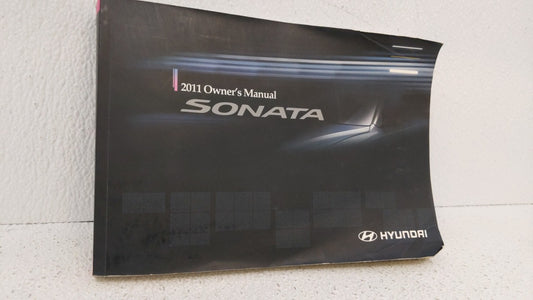 2011 Owner's Manual
SONATA
HYUNDAI